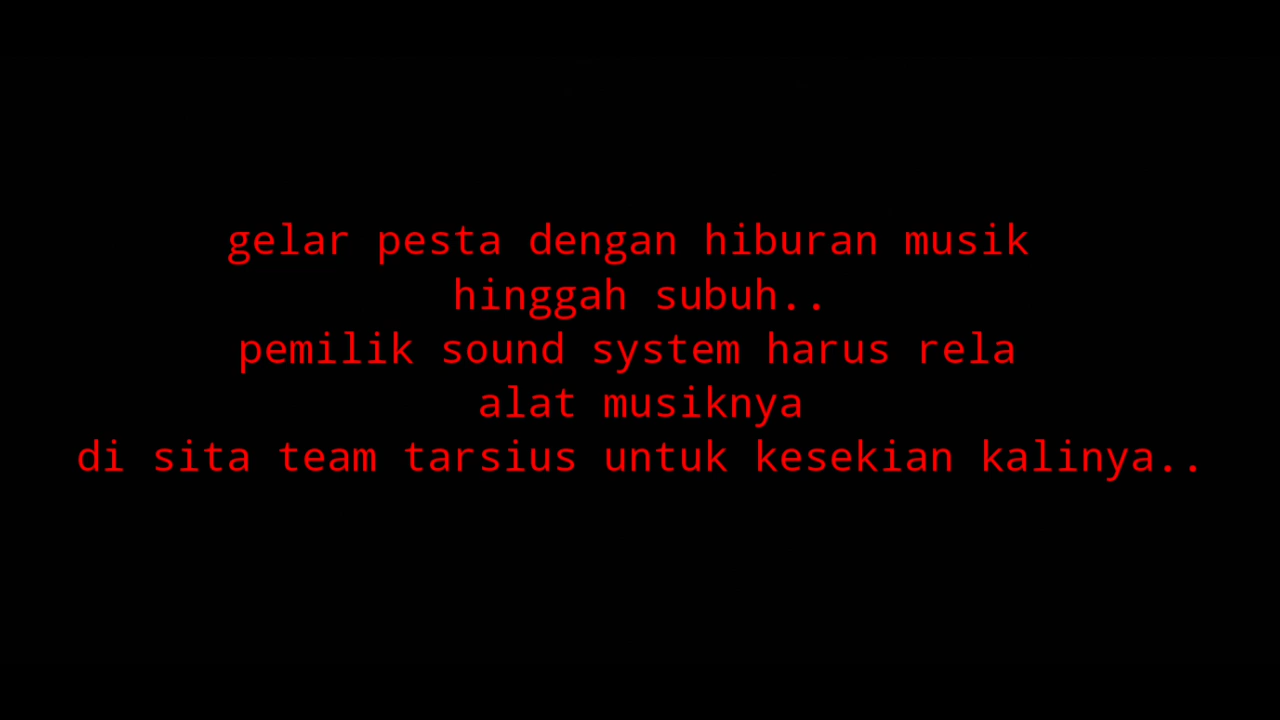 gelar pesta dengan hiburan musik
hinggah subuh..
pemilik sound system harus rela
alat musiknya
di sita team tarsius untuk kesekian kalinya..